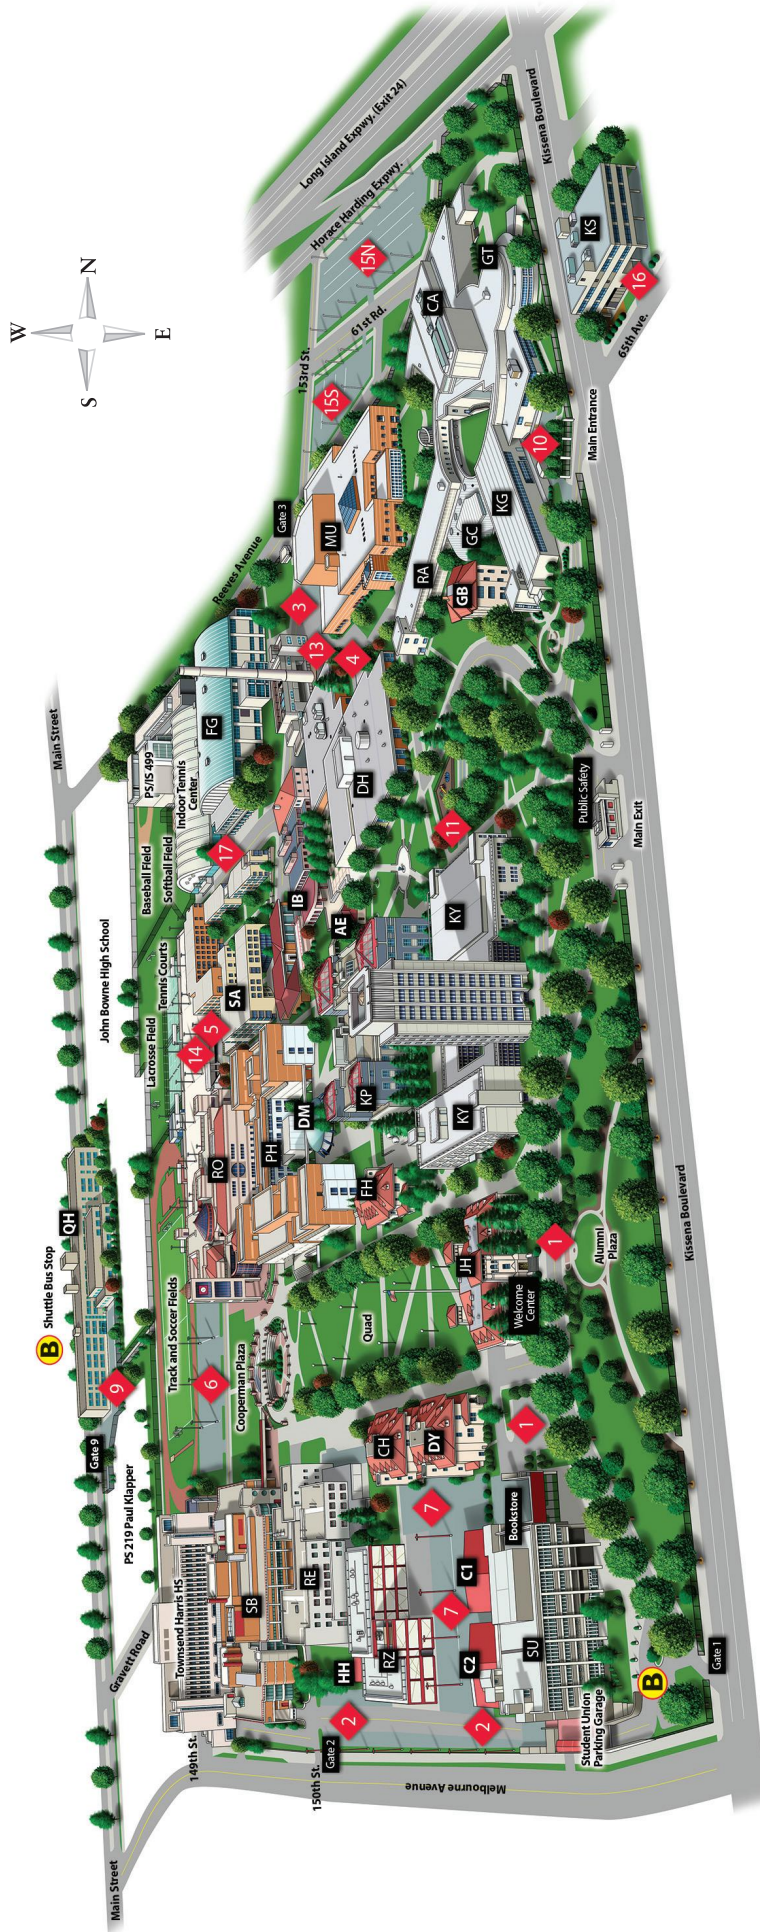 W
N
S
E
Long Island Expwy. (Exit 24)
Horace Harding Expwy.
Kissena Boulevard
15N
61st Rd.
153rd St.
15S
CA
GT
KS
16
65th Ave.
Main Entrance
10
KG
GC
GB
RA
MU
Gate 3
Reeves Avenue
3
13
4
FG
PS/IS 499
Indoor Tennis
Center
Main Street
Baseball Field
Softball Field
17
DH
11
Public Safety
Main Exit
IB
AE
KY
John Bowne High School
Tennis Courts
Lacrosse Field
SA
5
14
RO
PH
DM
KP
KY
FH
QH
Shuttle Bus Stop
B
9
Gate 9
Track and Soccer Fields
6
Cooperman Plaza
Quad
JH
Welcome
Center
1
Alumni
Plaza
Kissena Boulevard
PS 219 Paul Klapper
CH
DY
1
7
Bookstore
C1
7
C2
SU
RE
SB
Townsend Harris HS
Gravett Road
HH
RZ
2
2
Gate 2
149th St.
150th St.
Student Union
Parking Garage
B
Gate 1
Melbourne Avenue
Main Street